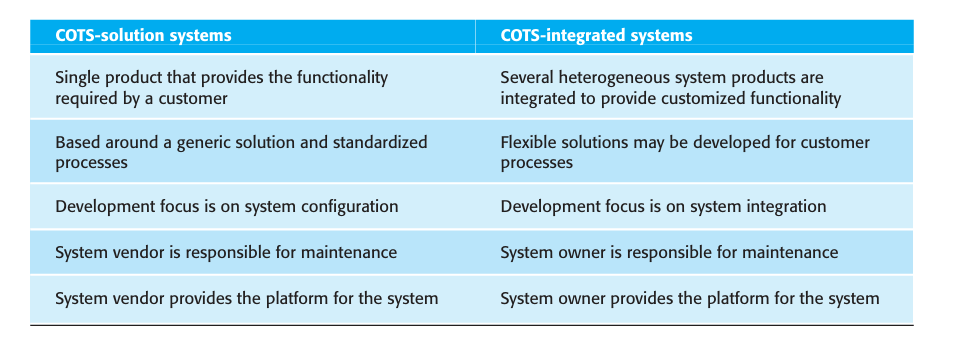 COTS-solution systems
COTS-integrated systems
Single product that provides the functionality
required by a customer
Several heterogeneous system products are
integrated to provide customized functionality
Based around a generic solution and standardized
processes
Flexible solutions may be developed for customer
processes
Development focus is on system configuration
Development focus is on system integration
System vendor is responsible for maintenance
System owner is responsible for maintenance
System vendor provides the platform for the system
System owner provides the platform for the system